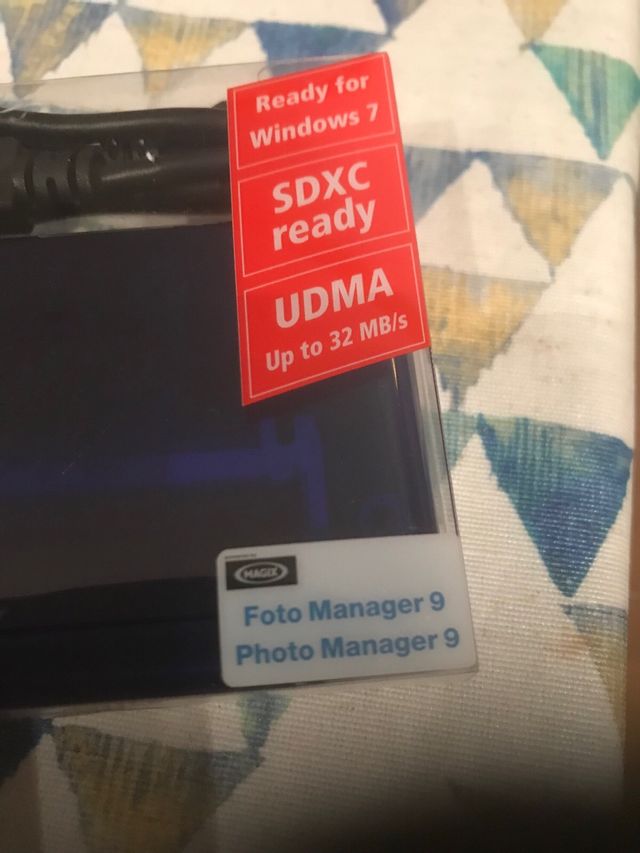 Ready for
Windows 7
SDXC
ready
UDMA
Up to 32 MB/s
MAGIX
Foto Manager 9
Photo Manager 9